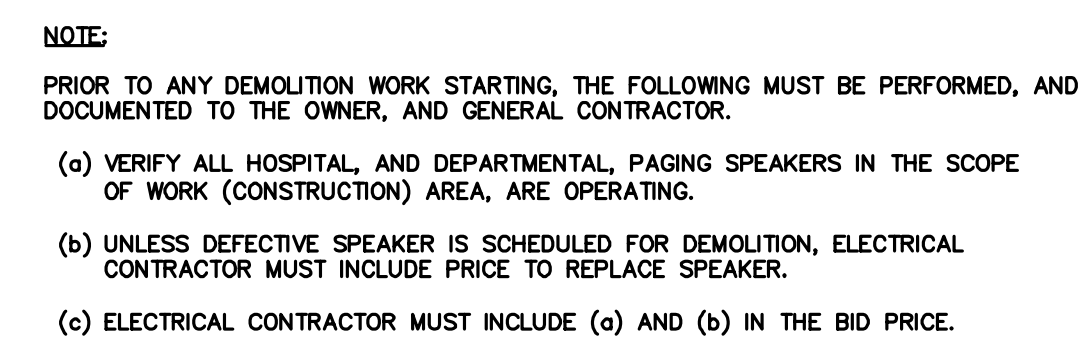 NOTE:
PRIOR TO ANY DEMOLITION WORK STARTING, THE FOLLOWING MUST BE PERFORMED, AND
DOCUMENTED TO THE OWNER, AND GENERAL CONTRACTOR.
(a) VERIFY ALL HOSPITAL, AND DEPARTMENTAL, PAGING SPEAKERS IN THE SCOPE
OF WORK (CONSTRUCTION) AREA, ARE OPERATING.
(b) UNLESS DEFECTIVE SPEAKER IS SCHEDULED FOR DEMOLITION, ELECTRICAL
CONTRACTOR MUST INCLUDE PRICE TO REPLACE SPEAKER.
(c) ELECTRICAL CONTRACTOR MUST INCLUDE (a) AND (b) IN THE BID PRICE.